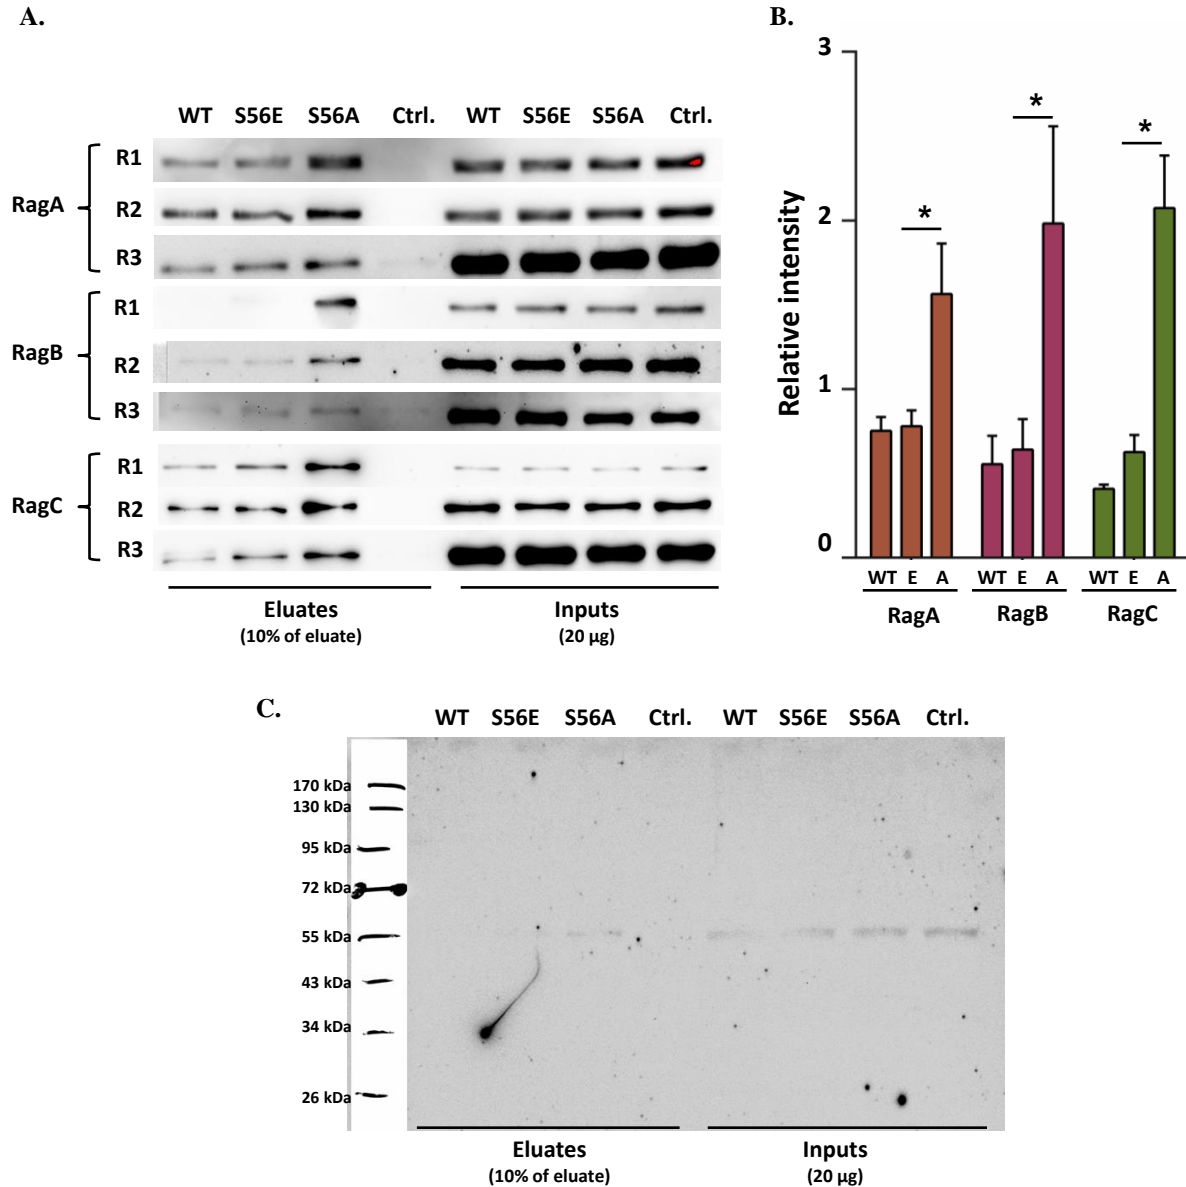 A.
WT S56E S56A Ctrl. WT S56E S56A Ctrl.
RagA
R1
R2
R3
RagB
R1
R2
R3
RagC
R1
R2
R3
Eluates
(10% of eluate)
Inputs
(20 µg)
B.
Relative intensity
3
2
1
0
*
*
*
WT E A WT E A WT E A
RagA RagB RagC
C.
WT S56E S56A Ctrl. WT S56E S56A Ctrl.
170 kDa
130 kDa
95 kDa
72 kDa
55 kDa
43 kDa
34 kDa
26 kDa
Eluates
(10% of eluate)
Inputs
(20 µg)